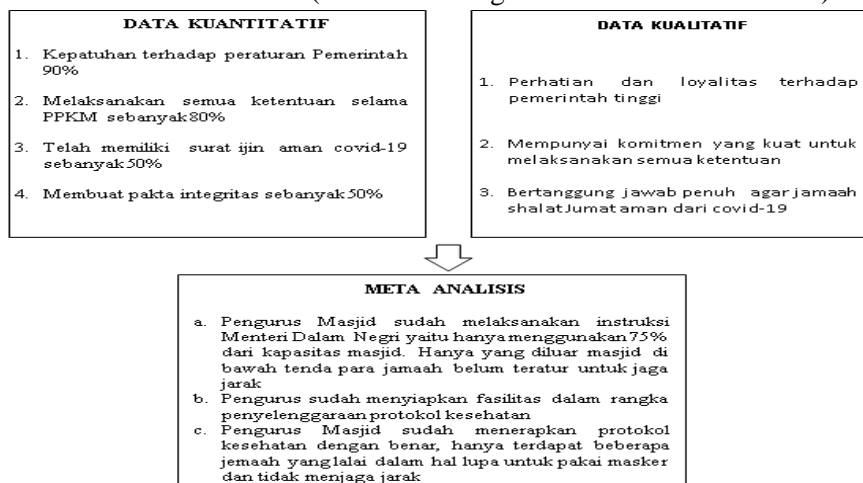 DATA KUANTITATIF
1. Kepatuhan terhadap peraturan Pemerintah
90%
2. Melaksanakan semua ketentuan selama
PPKM sebanyak 80%
3. Telah memiliki surat ijin aman covid-19
sebanyak 50%
4. Membuat pakta integritas sebanyak 50%
DATA KUALITATIF
1. Perhatian dan loyalitas terhadap
pemerintah tinggi
2. Mempunyai komitmen yang kuat untuk
melaksanakan semua ketentuan
3. Bertanggung jawab penuh agar jamaah
shalat Jumat aman dari covid-19
META ANALISIS
a. Pengurus Masjid sudah melaksanakan instruksi
Menteri Dalam Negri yaitu hanya menggunakan 75%
dari kapasitas masjid. Hanya yang diluar masjid di
bawah tenda para jamaah belum teratur untuk jaga
jarak
b. Pengurus sudah menyiapkan fasilitas dalam rangka
penyelenggaraan protokol kesehatan
c. Pengurus Masjid sudah menerapkan protokol
kesehatan dengan benar, hanya terdapat beberapa
jemaah yang lalai dalam hal lupa untuk pakai masker
dan tidak menjaga jarak